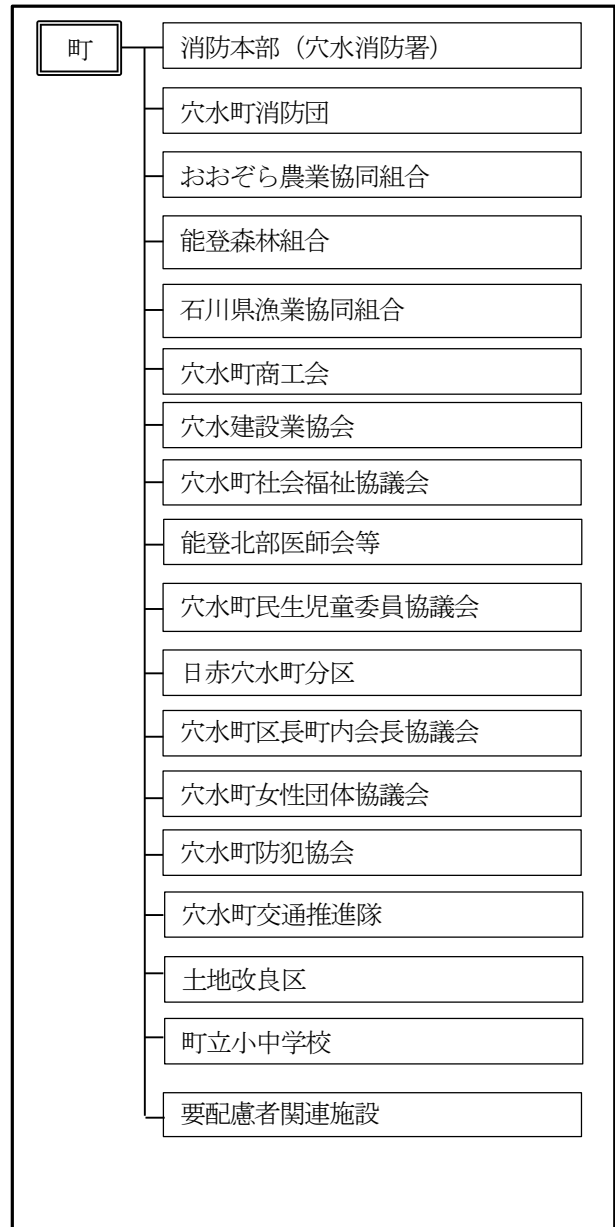 町
消防本部（穴水消防署）
穴水町消防団
おおぞら農業協同組合
能登森林組合
石川県漁業協同組合
穴水町商工会
穴水建設業協会
穴水町社会福祉協議会
能登北部医師会等
穴水町民生児童委員協議会
日赤穴水町分区
穴水町区長町内会長協議会
穴水町女性団体協議会
穴水町防犯協会
穴水町交通推進隊
土地改良区
町立小中学校
要配慮者関連施設